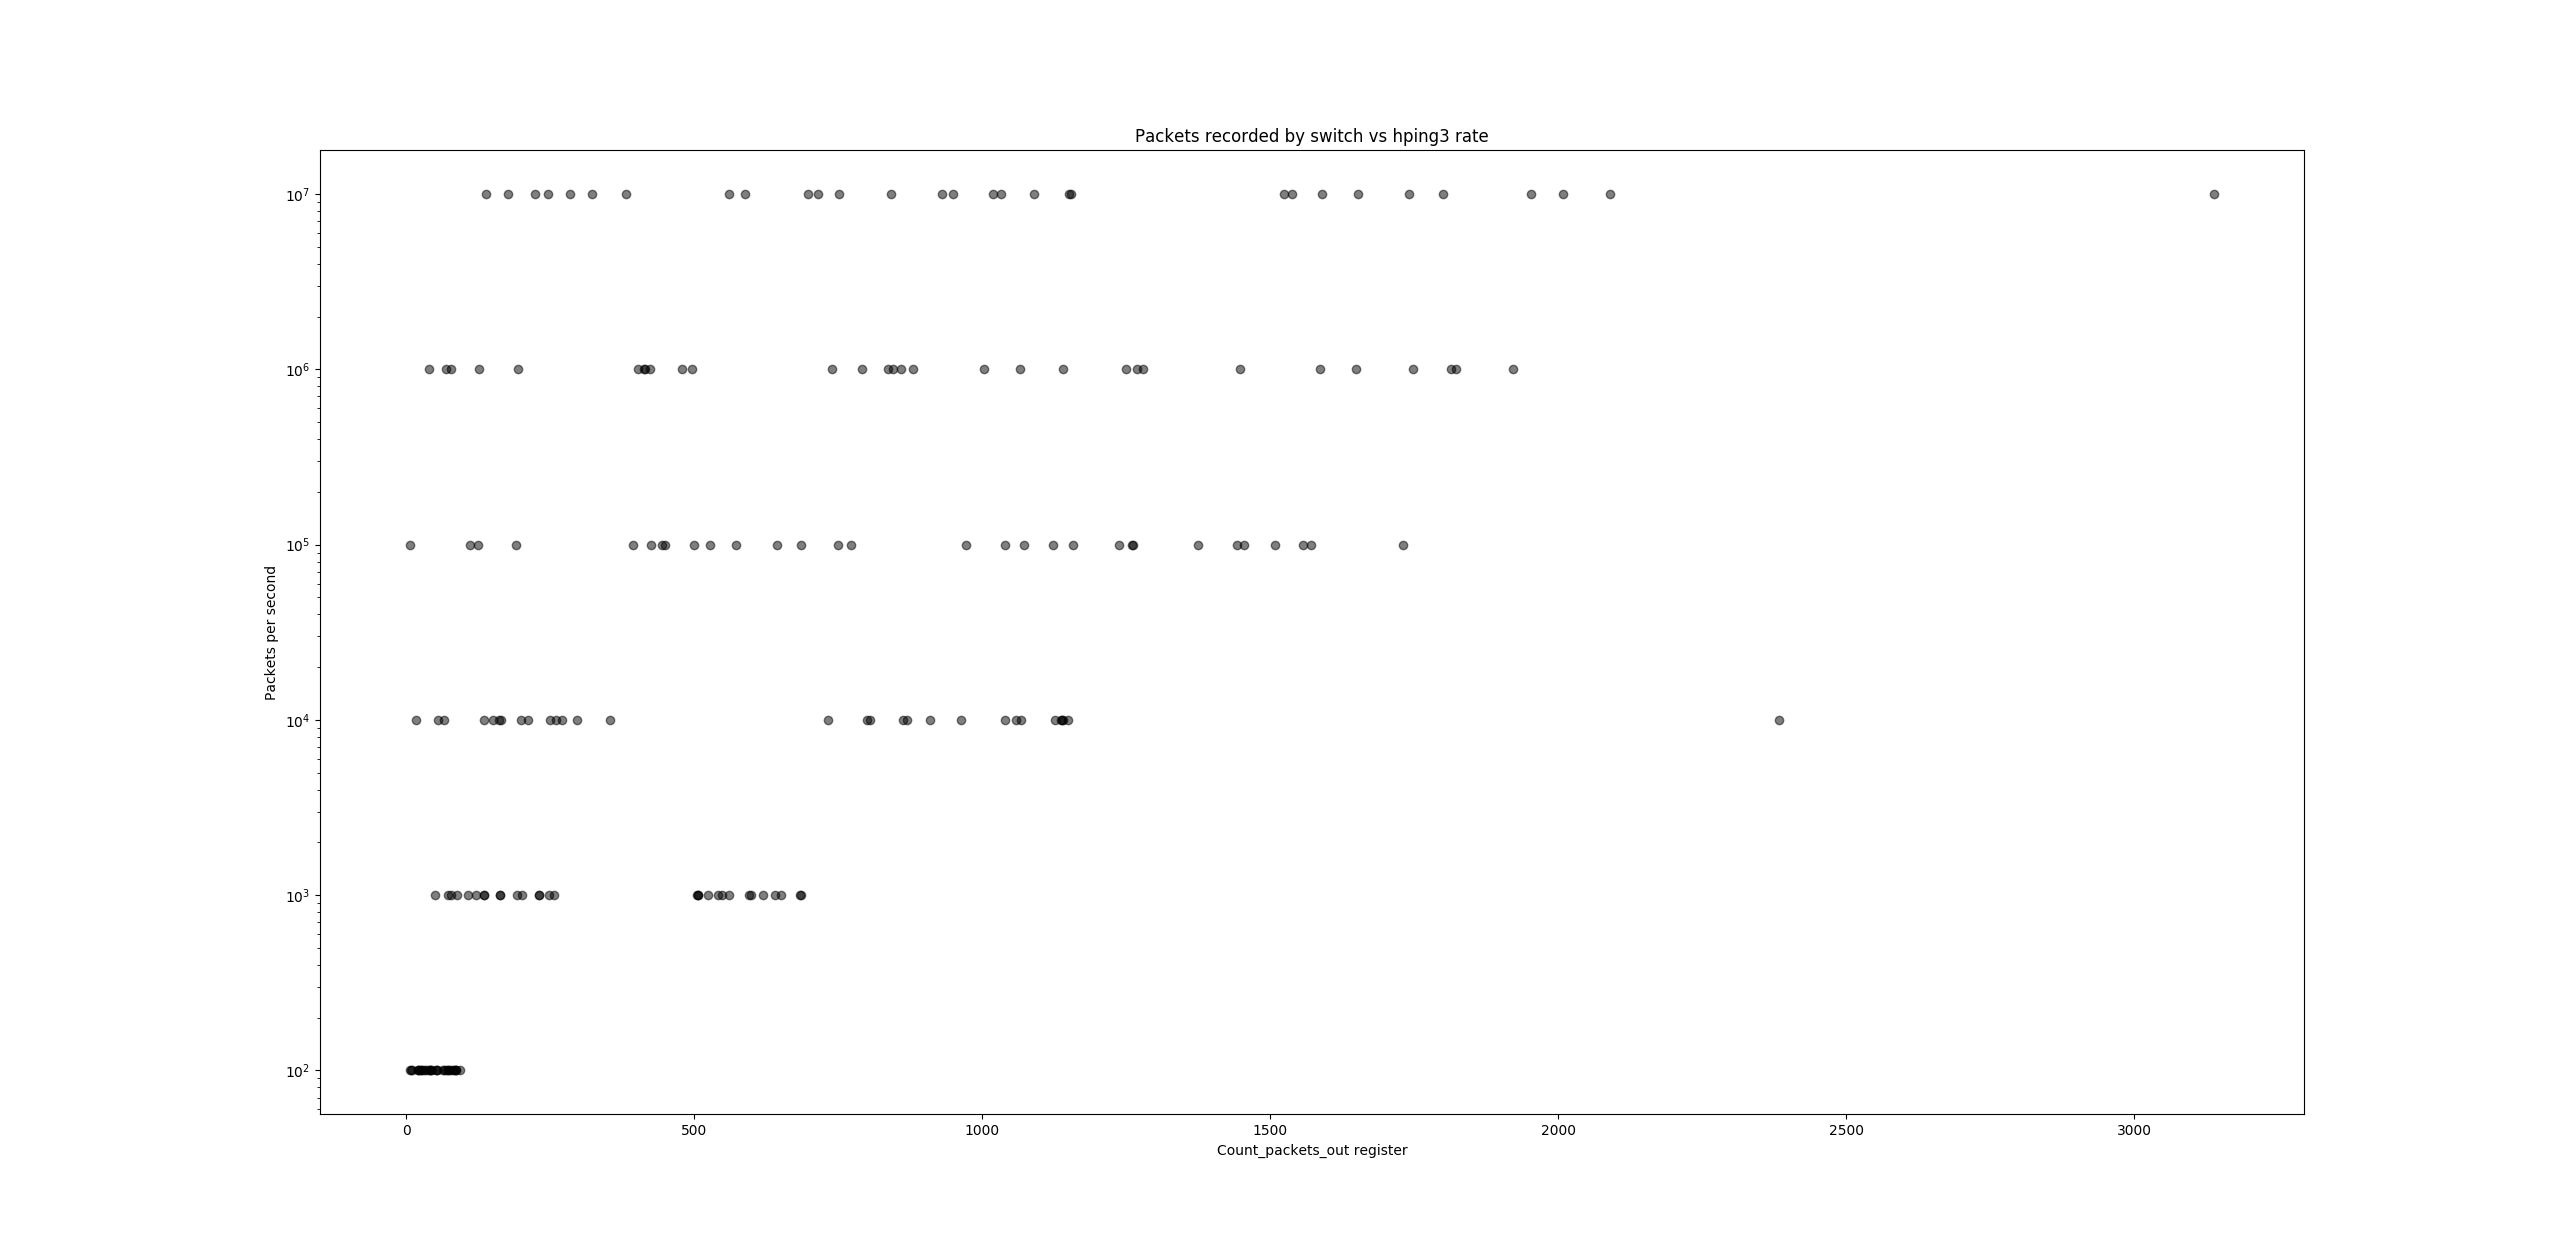 Packets recorded by switch vs hping3 rate
10⁷
10⁶
10⁵
10⁴
10³
10²
Packets per second
0 500 1000 1500 2000 2500 3000
Count_packets_out register